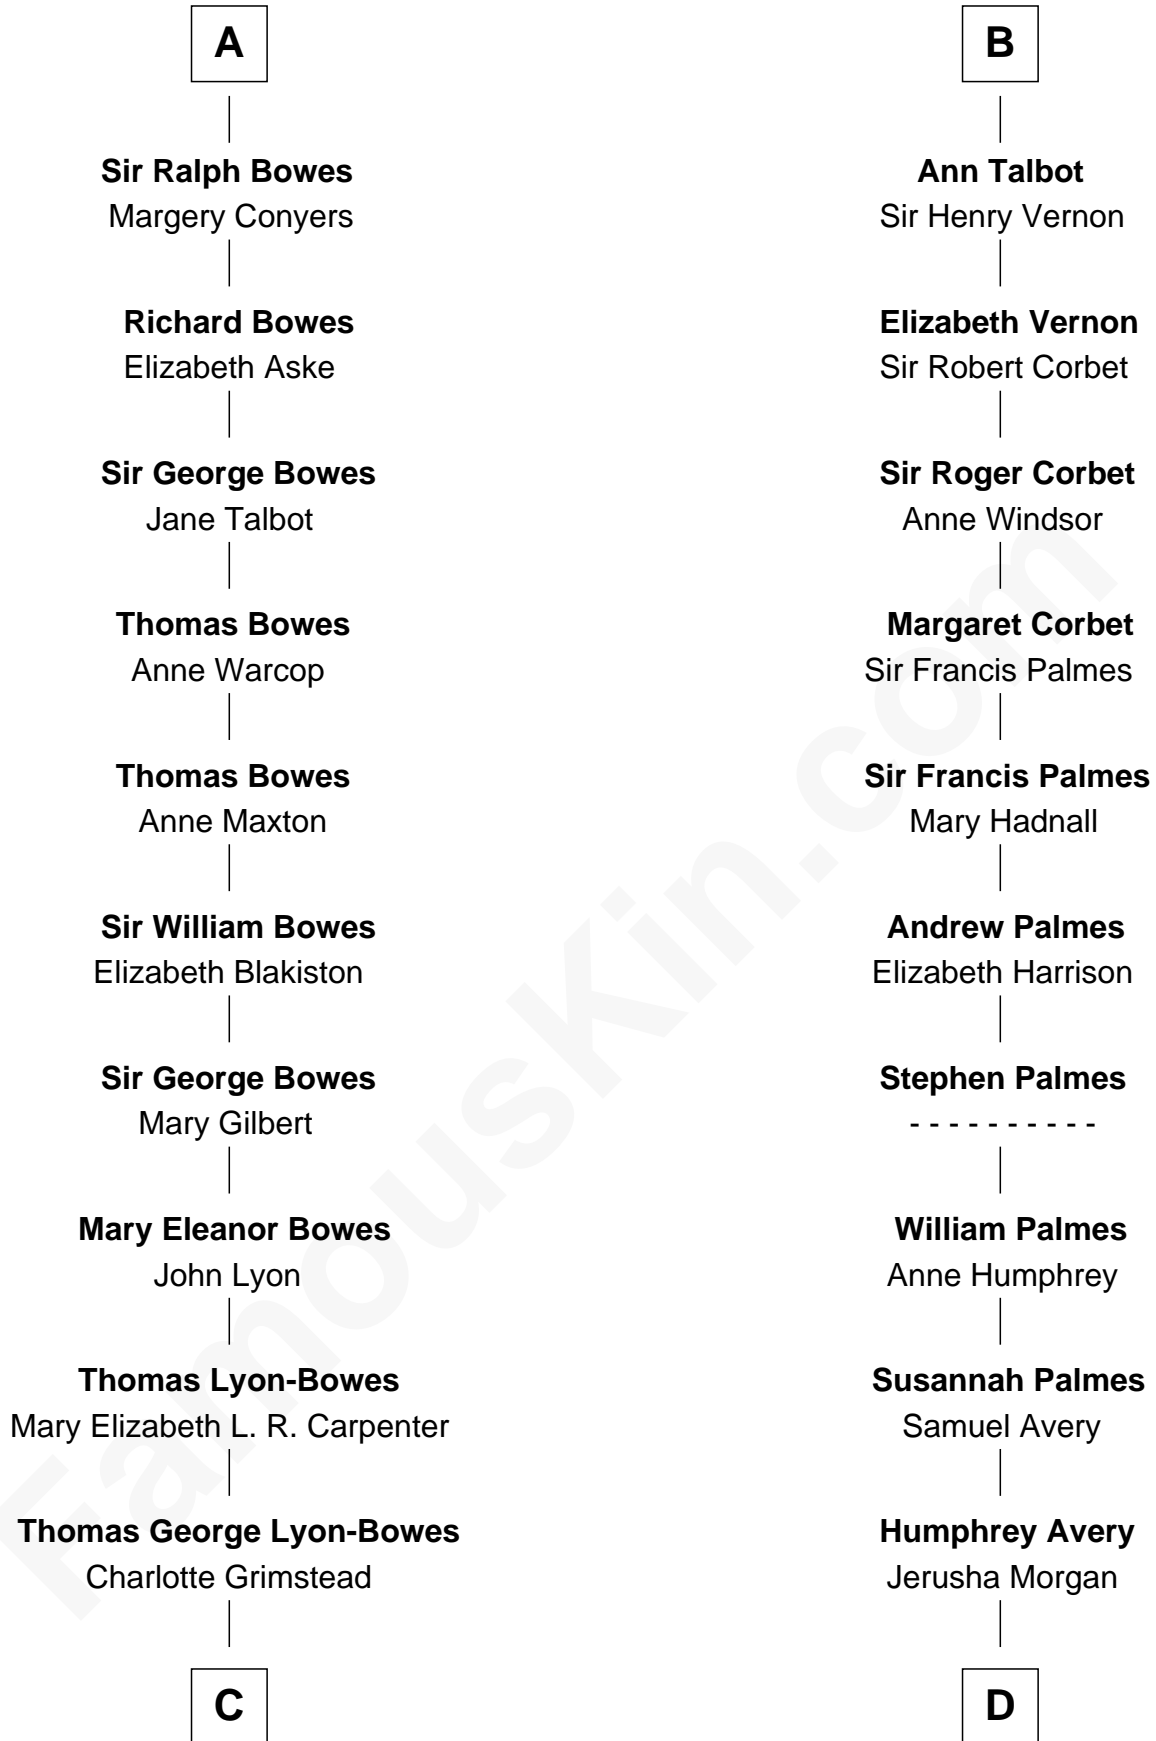 A
Sir Ralph Bowes
Margery Conyers
Richard Bowes
Elizabeth Aske
Sir George Bowes
Jane Talbot
Thomas Bowes
Anne Warcop
Thomas Bowes
Anne Maxton
Sir William Bowes
Elizabeth Blakiston
Sir George Bowes
Mary Gilbert
Mary Eleanor Bowes
John Lyon
Thomas Lyon-Bowes
Mary Elizabeth L. R. Carpenter
Thomas George Lyon-Bowes
Charlotte Grimstead
C
B
Ann Talbot
Sir Henry Vernon
Elizabeth Vernon
Sir Robert Corbet
Sir Roger Corbet
Anne Windsor
Margaret Corbet
Sir Francis Palmes
Sir Francis Palmes
Mary Hadnall
Andrew Palmes
Elizabeth Harrison
Stephen Palmes
- - - - - - - - - -
William Palmes
Anne Humphrey
Susannah Palmes
Samuel Avery
Humphrey Avery
Jerusha Morgan
D
FamousKin.com